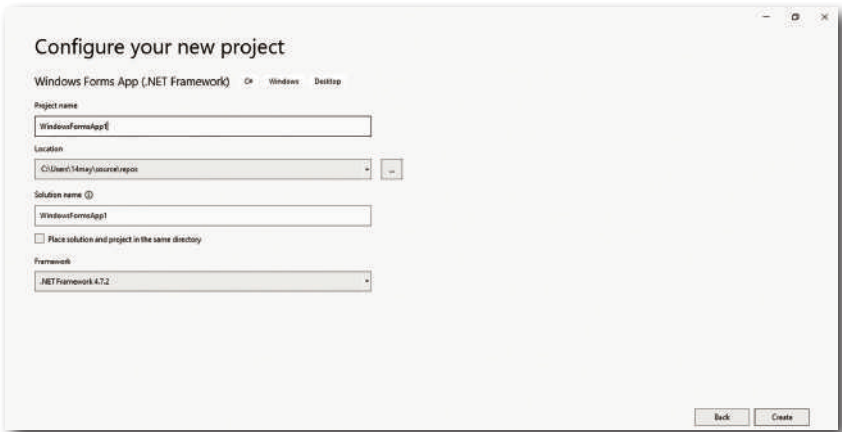 Configure your new project
Windows Forms App (.NET Framework) C# Windows Desktop
Project name
WindowsFormsApp1
Location
C:\Users\14may\source\repos
...
Solution name
WindowsFormsApp1
Place solution and project in the same directory
Framework
.NET Framework 4.7.2
Back Create